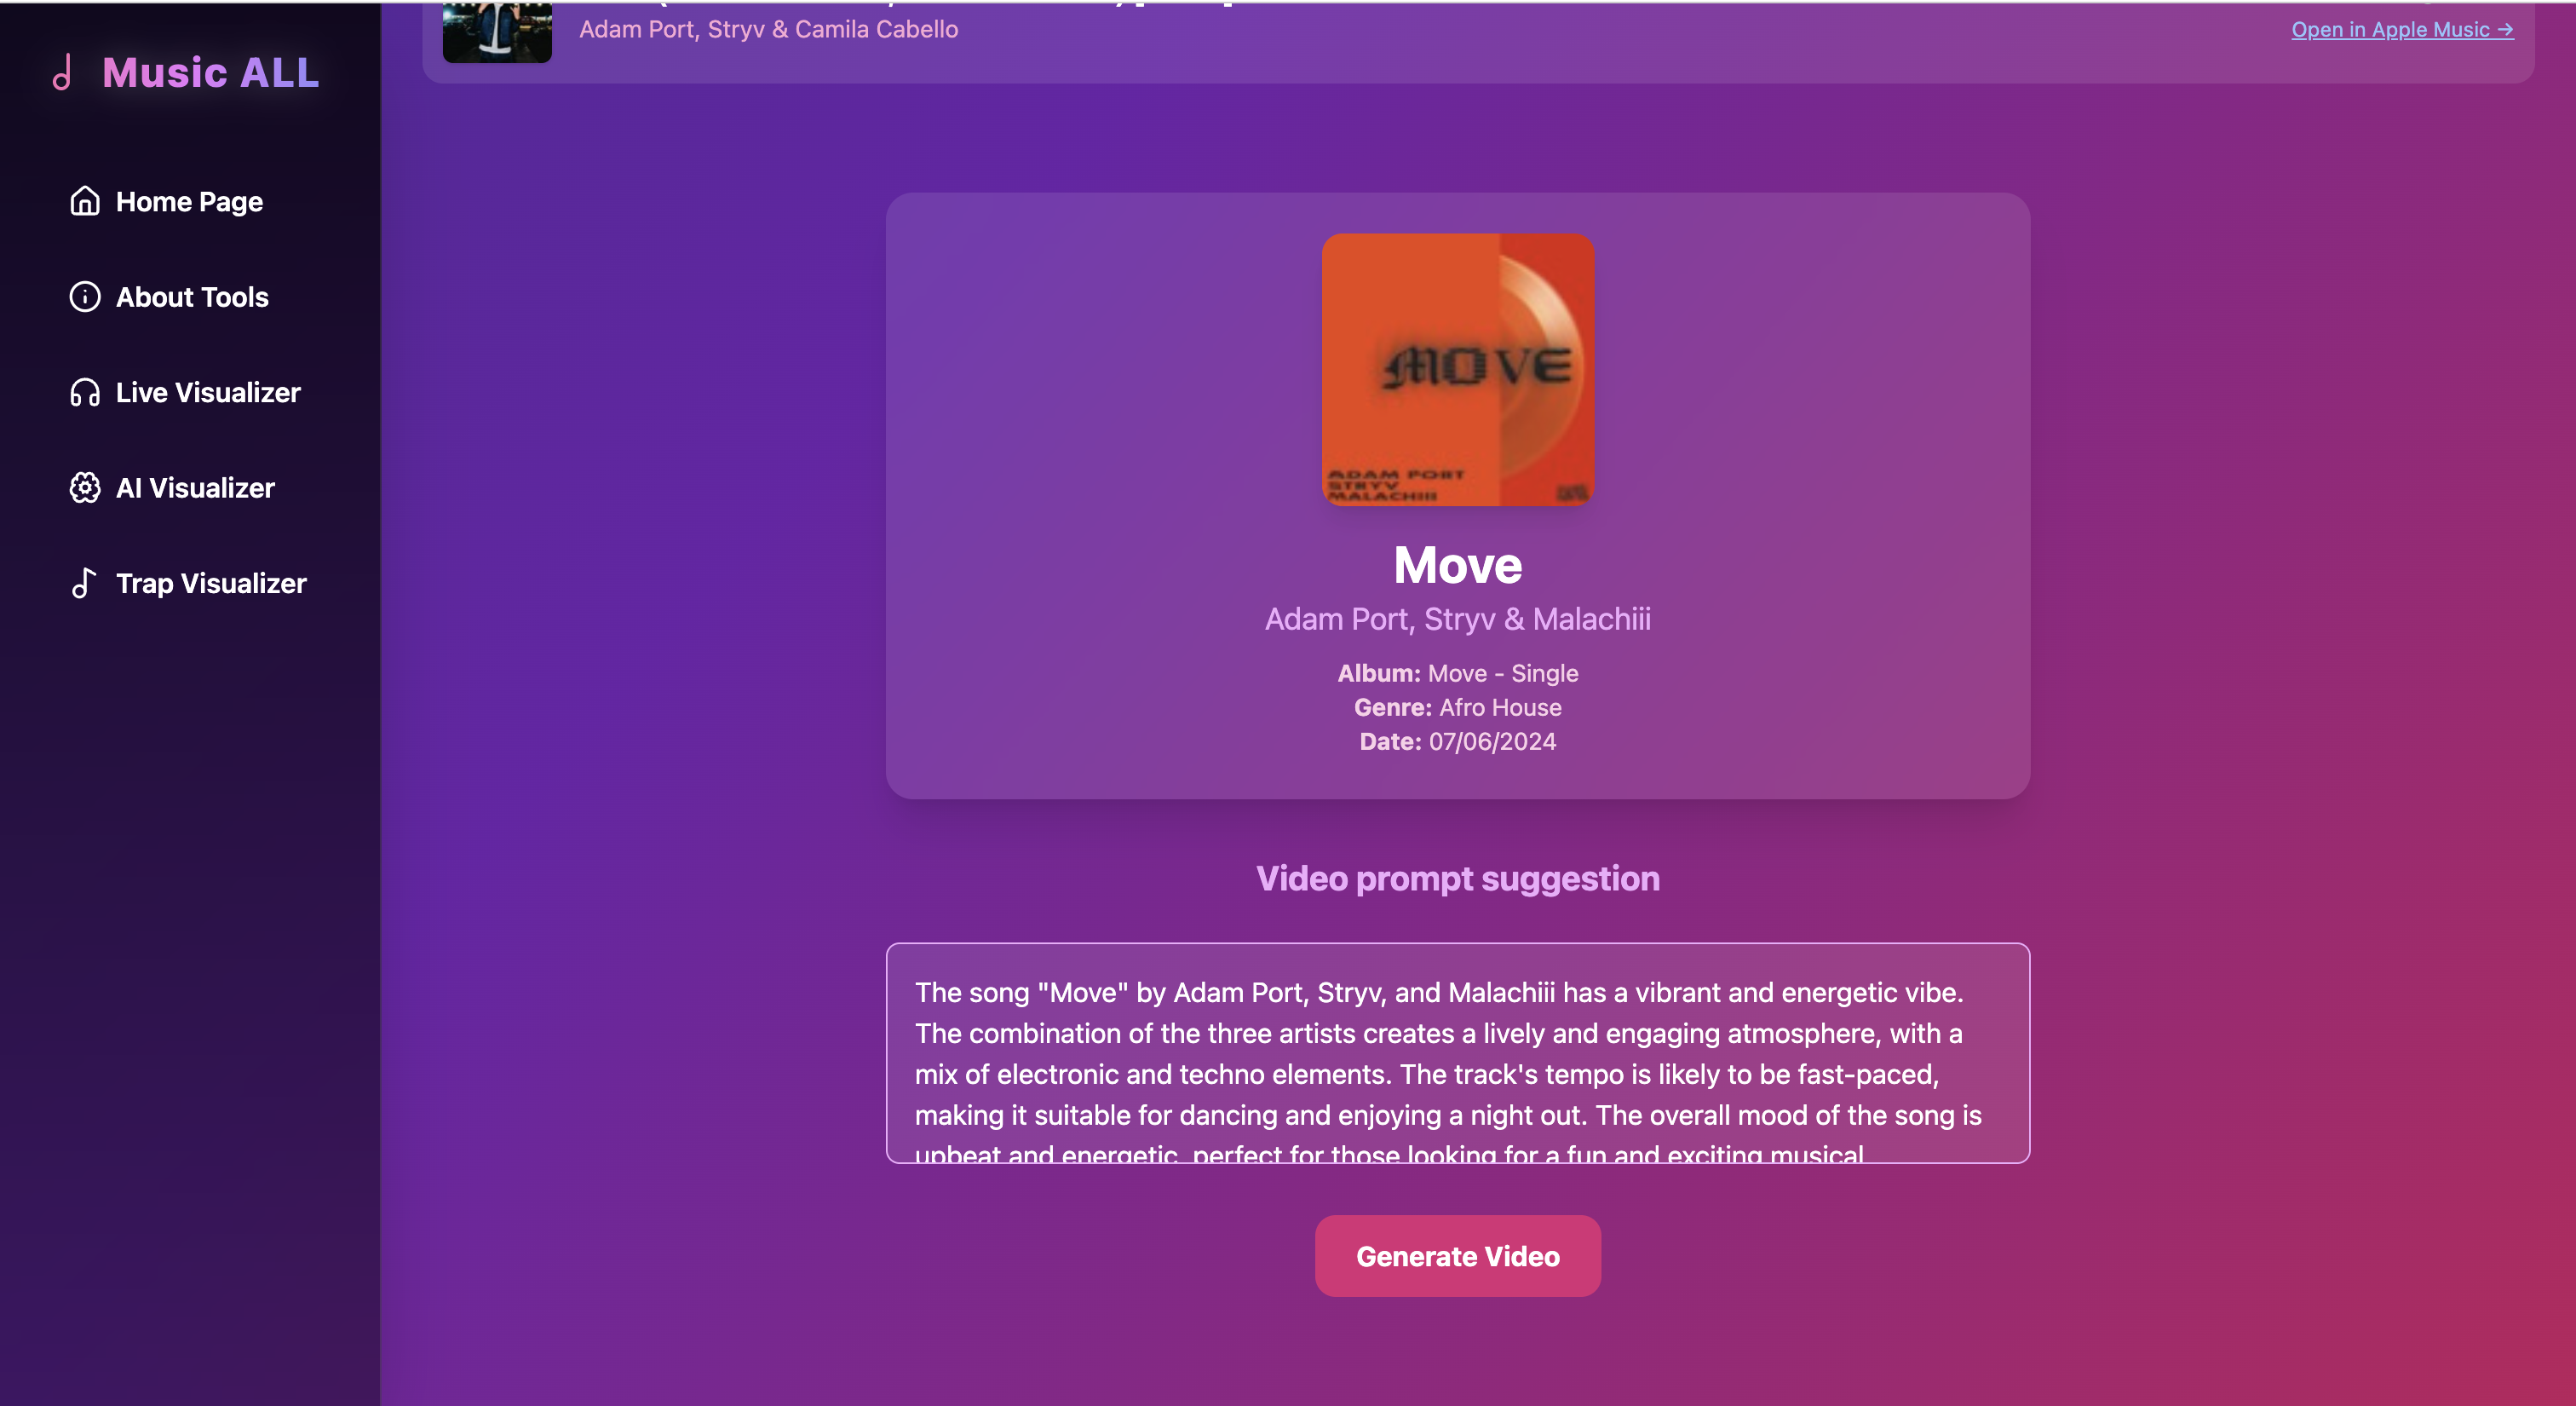 Adam Port, Stryv & Camila Cabello
Open in Apple Music →
Music ALL
Home Page
About Tools
Live Visualizer
AI Visualizer
Trap Visualizer
MOVE
ADAM PORT
STRYV
MALACHIII
Move
Adam Port, Stryv & Malachiii
Album: Move - Single
Genre: Afro House
Date: 07/06/2024
Video prompt suggestion
The song "Move" by Adam Port, Stryv, and Malachiii has a vibrant and energetic vibe.
The combination of the three artists creates a lively and engaging atmosphere, with a
mix of electronic and techno elements. The track's tempo is likely to be fast-paced,
making it suitable for dancing and enjoying a night out. The overall mood of the song is
upbeat and energetic, perfect for those looking for a fun and exciting musical
Generate Video